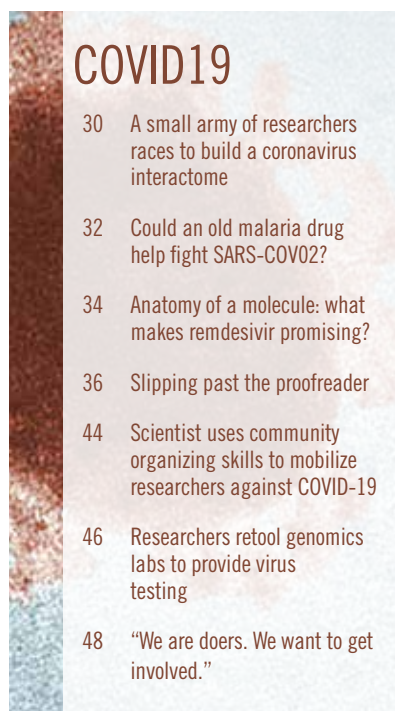 COVID19
30 A small army of researchers
races to build a coronavirus
interactome
32 Could an old malaria drug
help fight SARS-COV02?
34 Anatomy of a molecule: what
makes remdesivir promising?
36 Slipping past the proofreader
44 Scientist uses community
organizing skills to mobilize
researchers against COVID-19
46 Researchers retool genomics
labs to provide virus
testing
48 “We are doers. We want to get
involved.”